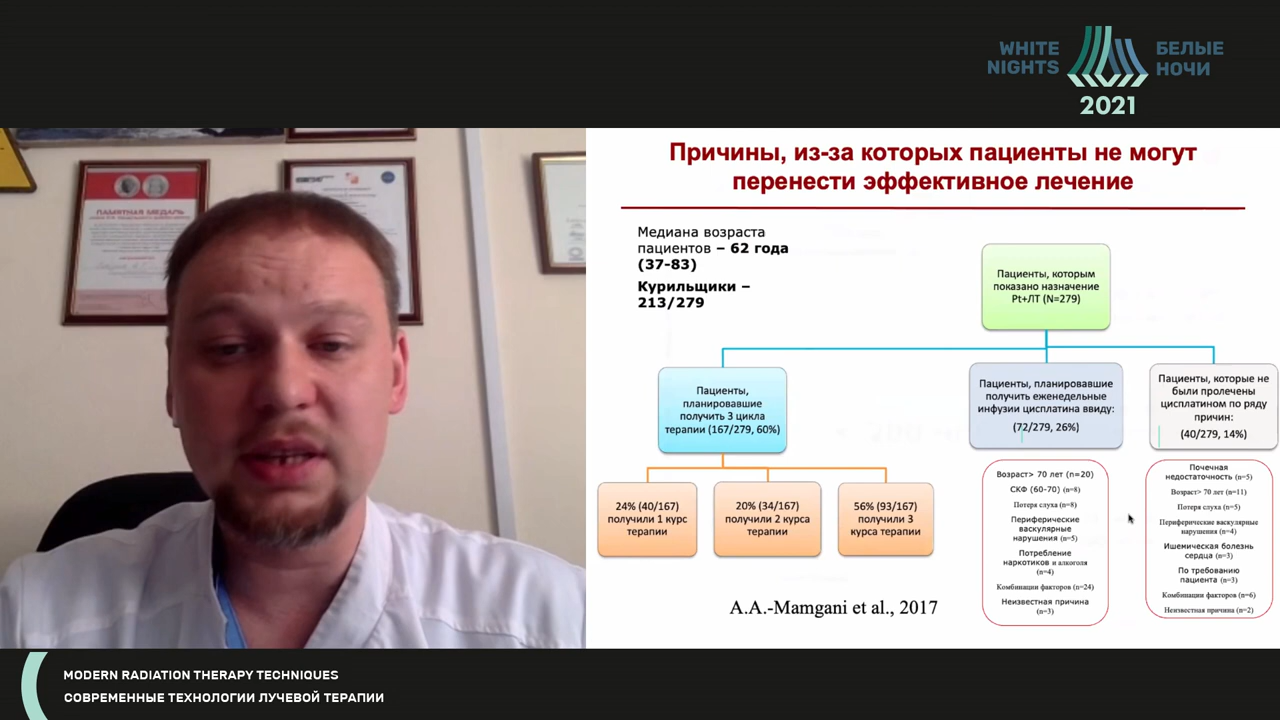 WHITE NIGHTS
БЕЛЫЕ НОЧИ
2021
ПАМЯТНАЯ МЕДАЛЬ
Причины, из-за которых пациенты не могут
перенести эффективное лечение
Медиана возраста
пациентов – 62 года
(37-83)
Курильщики –
213/279
Пациенты, которым
показано назначение
Pt+ЛТ (N=279)
Пациенты,
планировавшие
получить 3 цикла
терапии (167/279, 60%)
Пациенты, планировавшие
получить еженедельные
инфузии цисплатина ввиду:
(72/279, 26%)
Пациенты, которые не
были пролечены
цисплатином по ряду
причин:
(40/279, 14%)
24% (40/167)
получили 1 курс
терапии
20% (34/167)
получили 2 курса
терапии
56% (93/167)
получили 3
курса терапии
Возраст> 70 лет (n=20)
СКФ (60-70) (n=8)
Потеря слуха (n=8)
Периферические
васкулярные
нарушения (n=5)
Потребление
наркотиков и алкоголя
(n=4)
Комбинации факторов (n=24)
Неизвестная причина
(n=3)
Почечная
недостаточность (n=5)
Возраст> 70 лет (n=11)
Потеря слуха (n=5)
Периферические васкулярные
нарушения (n=4)
Ишемическая болезнь
сердца (n=3)
По требованию
пациента (n=3)
Комбинации факторов (n=6)
Неизвестная причина (n=2)
A.A.-Mamgani et al., 2017
MODERN RADIATION THERAPY TECHNIQUES
СОВРЕМЕННЫЕ ТЕХНОЛОГИИ ЛУЧЕВОЙ ТЕРАПИИ